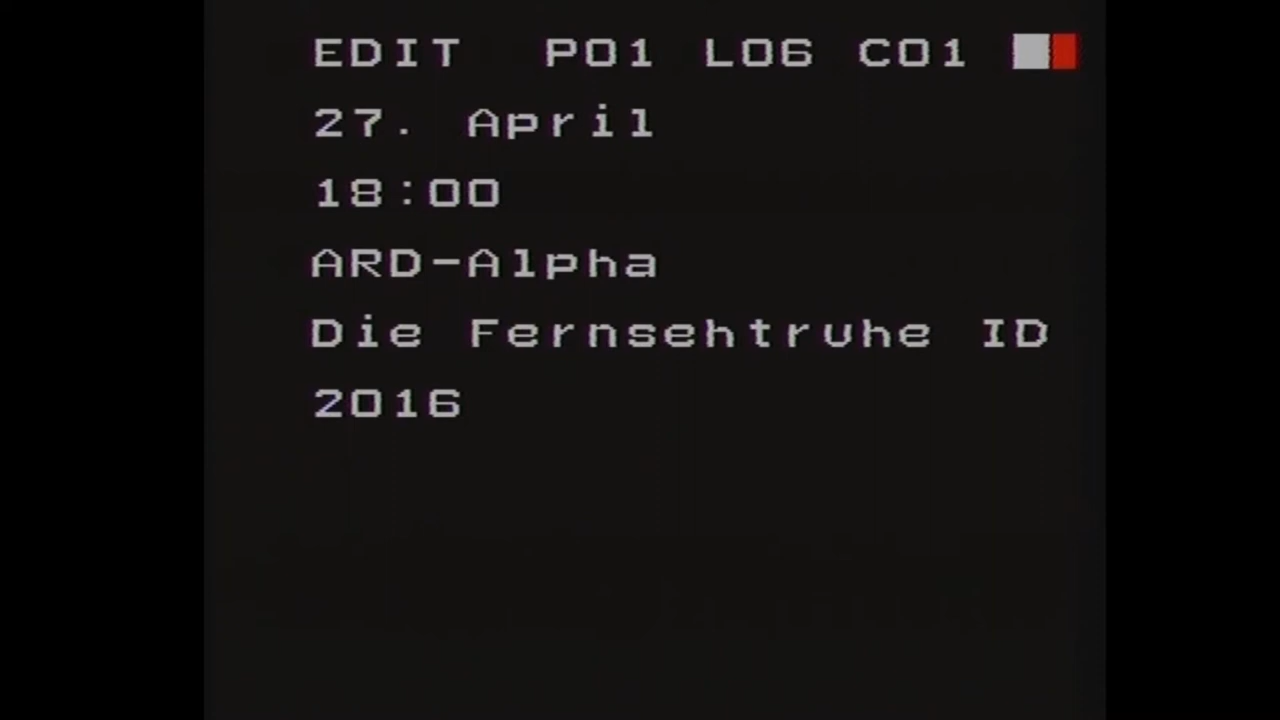 EDIT P01 L06 C01
27. April
18:00
ARD-Alpha
Die Fernsehtruhe ID
2016